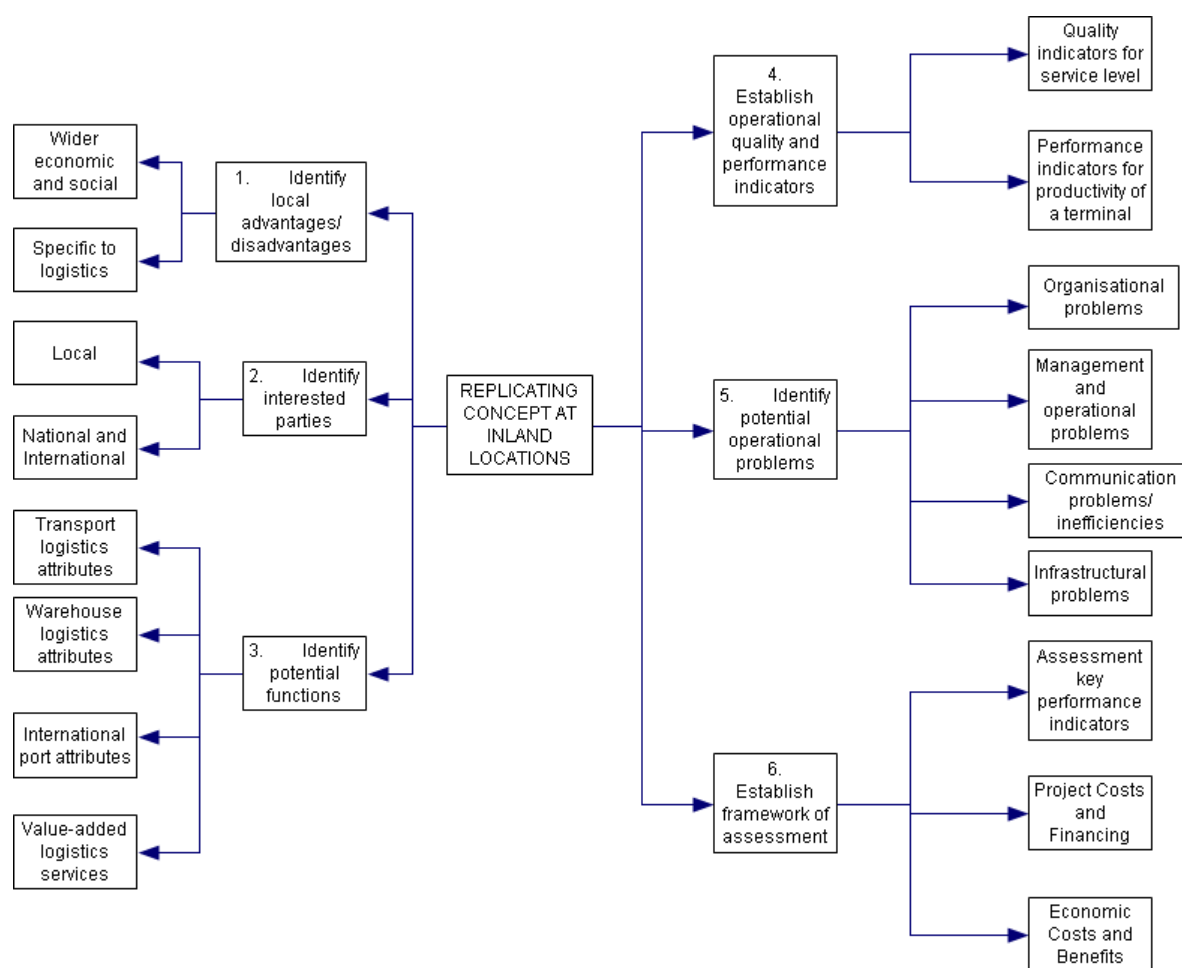 Wider
economic
and social
Specific to
logistics
1. Identify
local
advantages/
disadvantages
Local
National and
International
2. Identify
interested
parties
Transport
logistics
attributes
Warehouse
logistics
attributes
International
port attributes
Value-added
logistics
services
3. Identify
potential
functions
REPLICATING
CONCEPT AT
INLAND
LOCATIONS
4.
Establish
operational
quality and
performance
indicators
Quality
indicators for
service level
Performance
indicators for
productivity of
a terminal
5. Identify
potential
operational
problems
Organisational
problems
Management
and
operational
problems
Communication
problems/
inefficiencies
Infrastructural
problems
6.
Establish
framework of
assessment
Assessment
key
performance
indicators
Project Costs
and
Financing
Economic
Costs and
Benefits